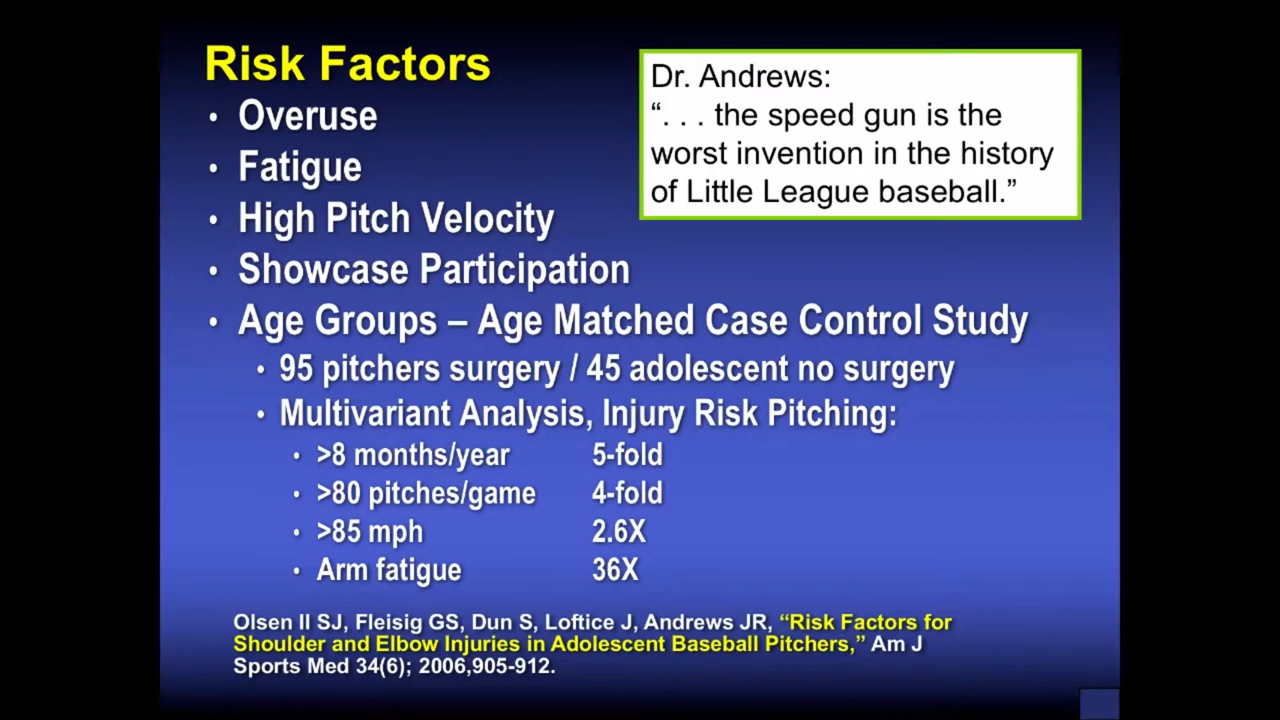 Risk Factors
• Overuse
• Fatigue
• High Pitch Velocity
• Showcase Participation
• Age Groups – Age Matched Case Control Study
• 95 pitchers surgery / 45 adolescent no surgery
• Multivariant Analysis, Injury Risk Pitching:
• >8 months/year 5-fold
• >80 pitches/game 4-fold
• >85 mph 2.6X
• Arm fatigue 36X
Dr. Andrews:
“. . . the speed gun is the
worst invention in the history
of Little League baseball.”
Olsen II SJ, Fleisig GS, Dun S, Loftice J, Andrews JR, “Risk Factors for
Shoulder and Elbow Injuries in Adolescent Baseball Pitchers,” Am J
Sports Med 34(6); 2006,905-912.